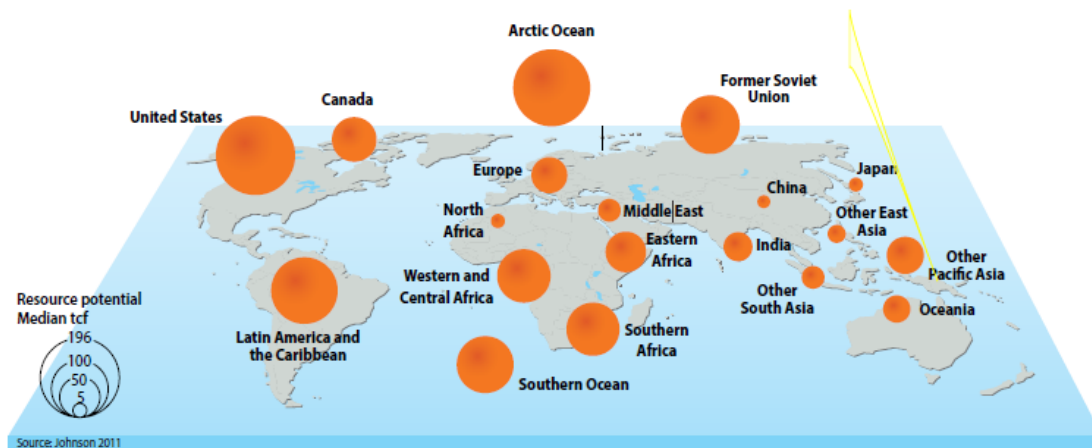 Arctic Ocean
Former Soviet
Union
Canada
United States
Europe
Japan
China
North
Africa
Middle East
Other East
Asia
Eastern
Africa
India
Other
Pacific Asia
Western and
Central Africa
Other
South Asia
Oceania
Resource potential
Median tcf
196
100
50
5
Latin America and
the Caribbean
Southern
Africa
Southern Ocean
Source: Johnson 2011